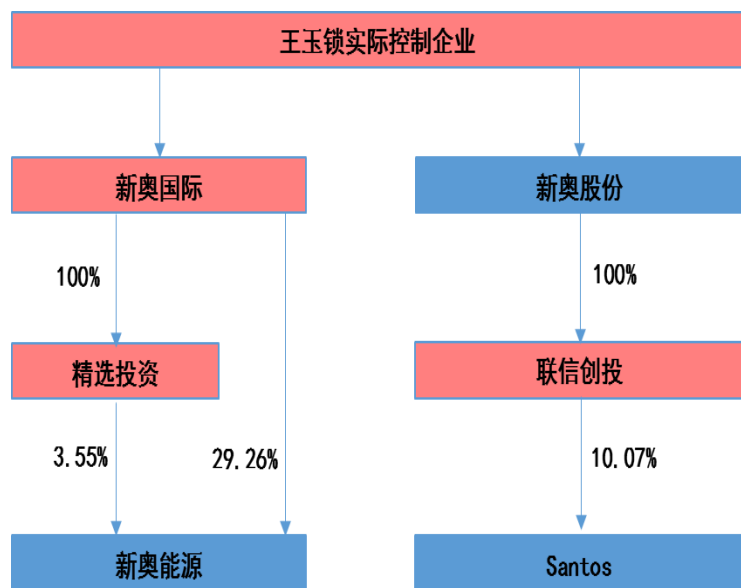 王玉锁实际控制企业
新奥国际
新奥股份
100%
100%
精选投资
联信创投
3.55%
29.26%
10.07%
新奥能源
Santos